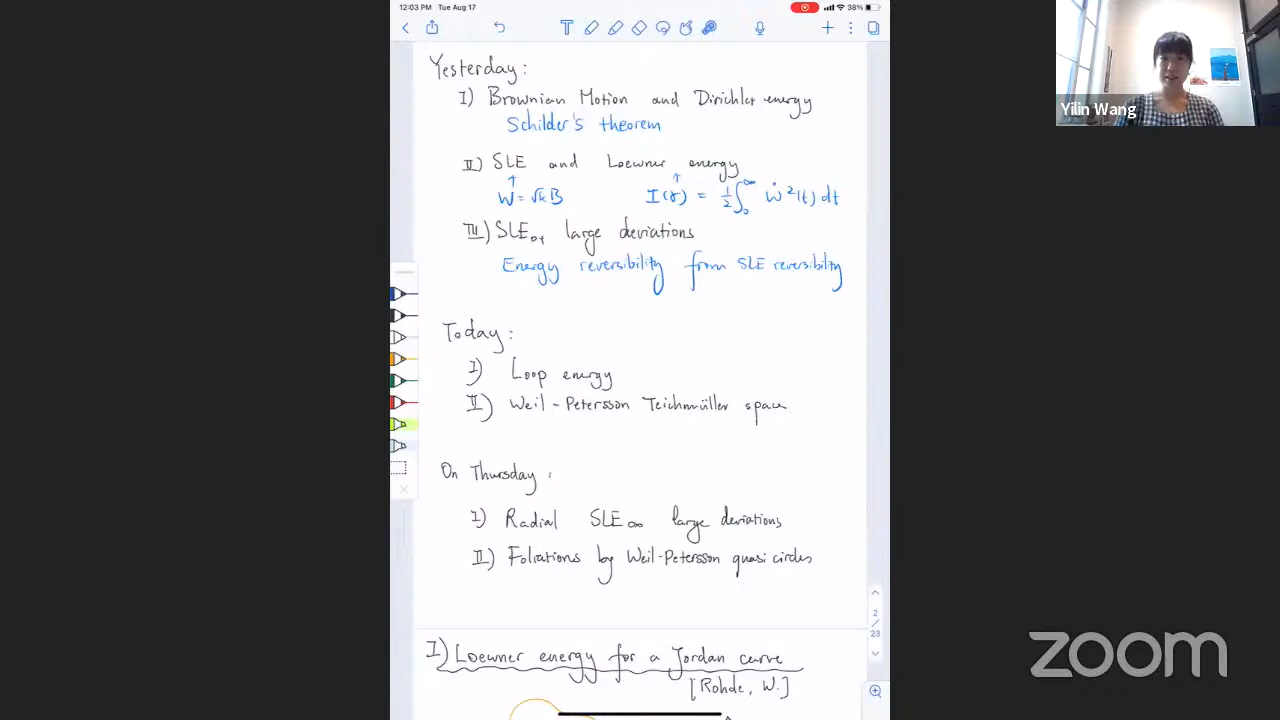 12:03 PM Tue Aug 17
38%
Yesterday:
I) Brownian Motion and Dirichlet energy
Schilder's theorem
II) SLE and Loewner energy
W = √κ B I(γ) = 1/2 ∫₀^∞ Ẇ²(t) dt
III) SLE₀₊ large deviations
Energy reversibility from SLE reversibility
Today:
I) Loop energy
II) Weil-Petersson Teichmüller space
On Thursday:
I) Radial SLE∞ large deviations
II) Foliations by Weil-Petersson quasicircles
2
/
23
I) Loewner energy for a Jordan curve
[Rohde, W.]
Yilin Wang
zoom